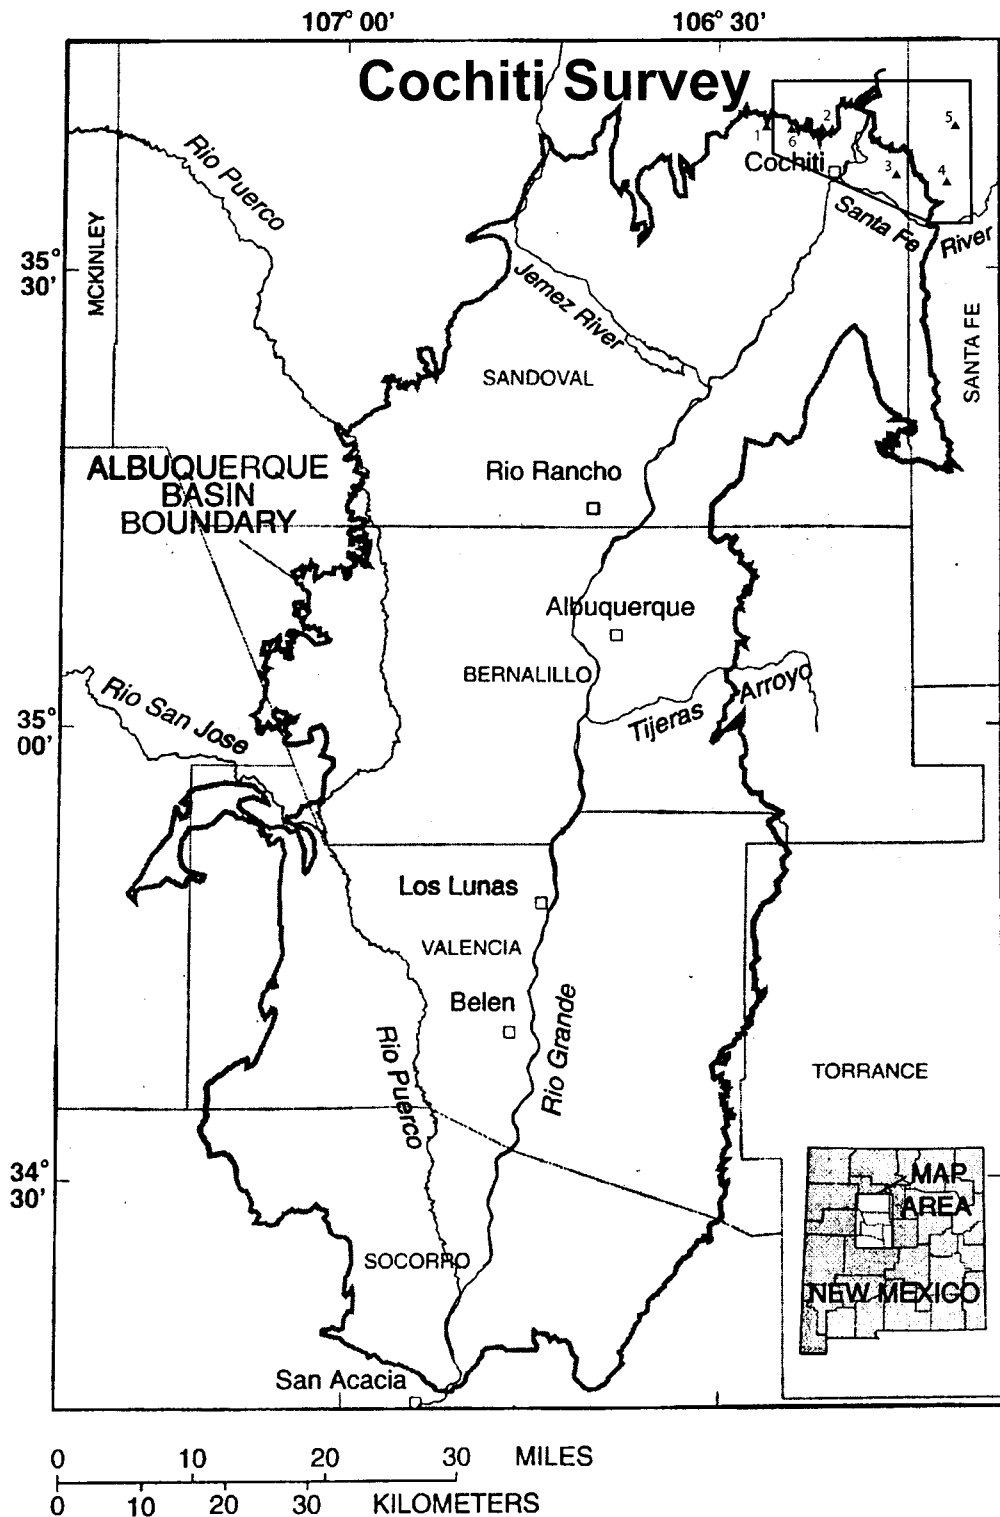 107° 00'
106° 30'
Cochiti Survey
1
6
2
5
3
4
Cochiti
Rio Puerco
Santa Fe
River
MCKINLEY
35°
30'
Jemez River
SANTA FE
SANDOVAL
ALBUQUERQUE
BASIN
BOUNDARY
Rio Rancho
Albuquerque
BERNALILLO
Tijeras
Arroyo
Rio San Jose
35°
00'
Los Lunas
VALENCIA
Belen
Rio Grande
Rio Puerco
TORRANCE
34°
30'
MAP
AREA
SOCORRO
NEW MEXICO
San Acacia
0 10 20 30 MILES
0 10 20 30 KILOMETERS